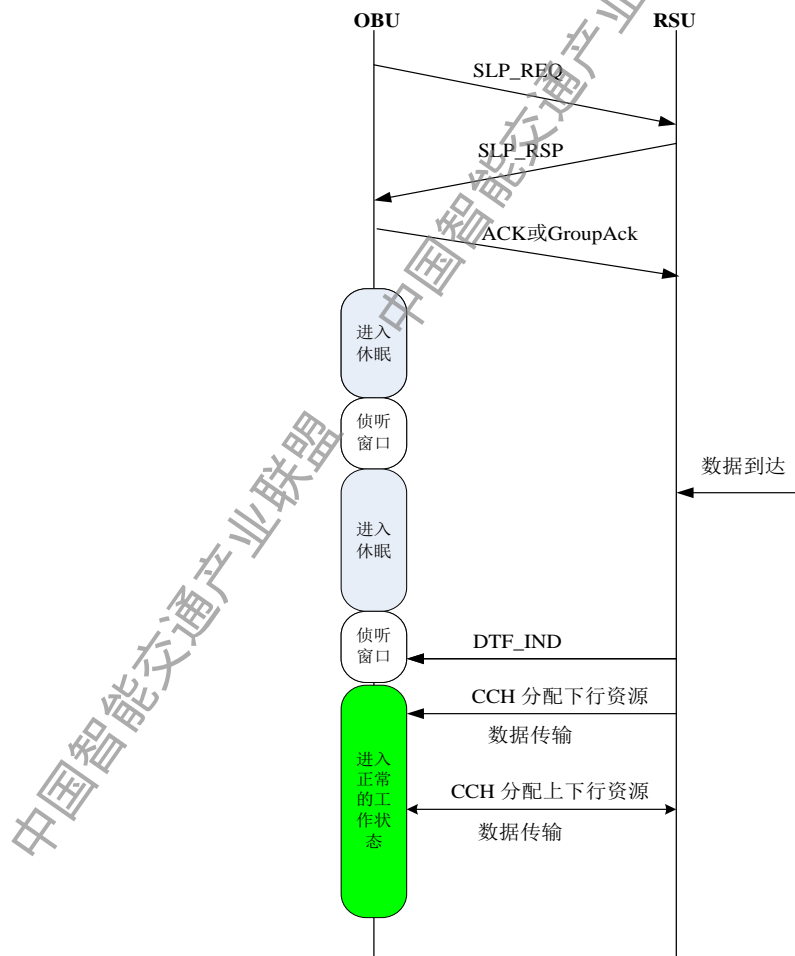 OBU
RSU
SLP_REQ
SLP_RSP
ACK或GroupAck
进入
休眠
侦听
窗口
数据到达
进入
休眠
侦听
窗口
DTF_IND
CCH 分配下行资源
数据传输
进入
正常
的工
作状
态
CCH 分配上下行资源
数据传输
中国智能交通产业联盟
中国智能交通产业